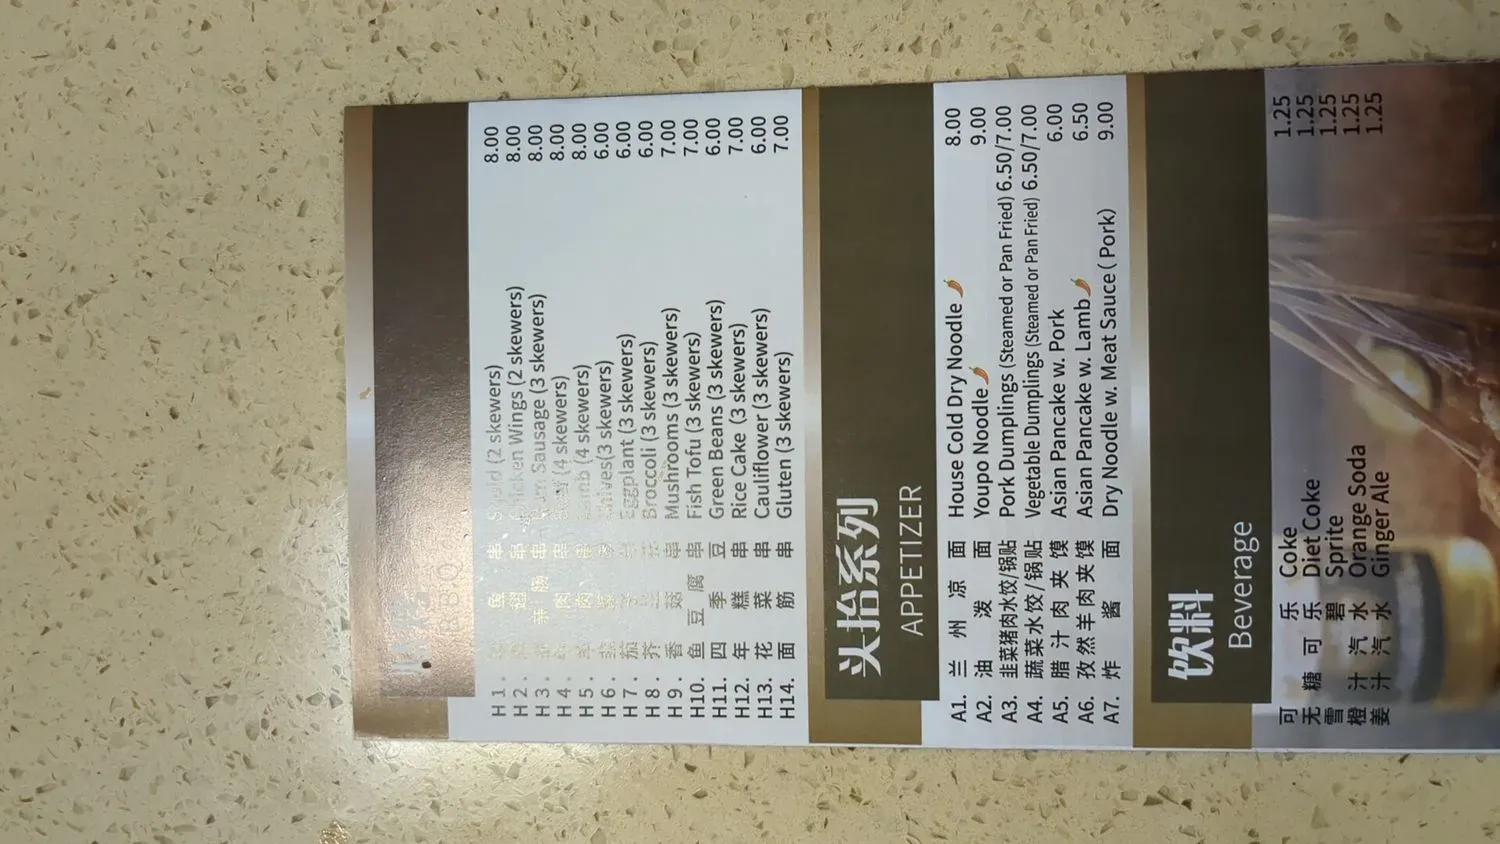 BBQ
H1. 鱼 串 (2 skewers) 8.00
H2. 翅 串 Chicken Wings (2 skewers) 8.00
H3. 肠 串 Sausage (3 skewers) 8.00
H4. 肉 串 (4 skewers) 8.00
H5. 肉 串 Lamb (4 skewers) 8.00
H6. 韭 Chives(3 skewers) 6.00
H7. 茄 子 串 Eggplant (3 skewers) 6.00
H8. 芥 兰 花 Broccoli (3 skewers) 6.00
H9. 香 菇 串 Mushrooms (3 skewers) 7.00
H10. 鱼 豆 腐 串 Fish Tofu (3 skewers) 7.00
H11. 四 季 豆 Green Beans (3 skewers) 6.00
H12. 年 糕 串 Rice Cake (3 skewers) 7.00
H13. 花 菜 串 Cauliflower (3 skewers) 6.00
H14. 面 筋 串 Gluten (3 skewers) 7.00
头抬系列
APPETIZER
A1. 兰 州 凉 面 House Cold Dry Noodle 8.00
A2. 油 泼 面 Youpo Noodle 9.00
A3. 韭菜猪肉水饺/锅贴 Pork Dumplings (Steamed or Pan Fried) 6.50/7.00
A4. 蔬菜水饺/锅贴 Vegetable Dumplings (Steamed or Pan Fried) 6.50/7.00
A5. 腊 汁 肉 夹 馍 Asian Pancake w. Pork 6.00
A6. 孜然羊肉夹馍 Asian Pancake w. Lamb 6.50
A7. 炸 酱 面 Dry Noodle w. Meat Sauce ( Pork) 9.00
饮料
Beverage
可 乐 Coke 1.25
无 糖 可 乐 Diet Coke 1.25
雪 碧 Sprite 1.25
橙 汁 汽 水 Orange Soda 1.25
姜 汁 汽 水 Ginger Ale 1.25